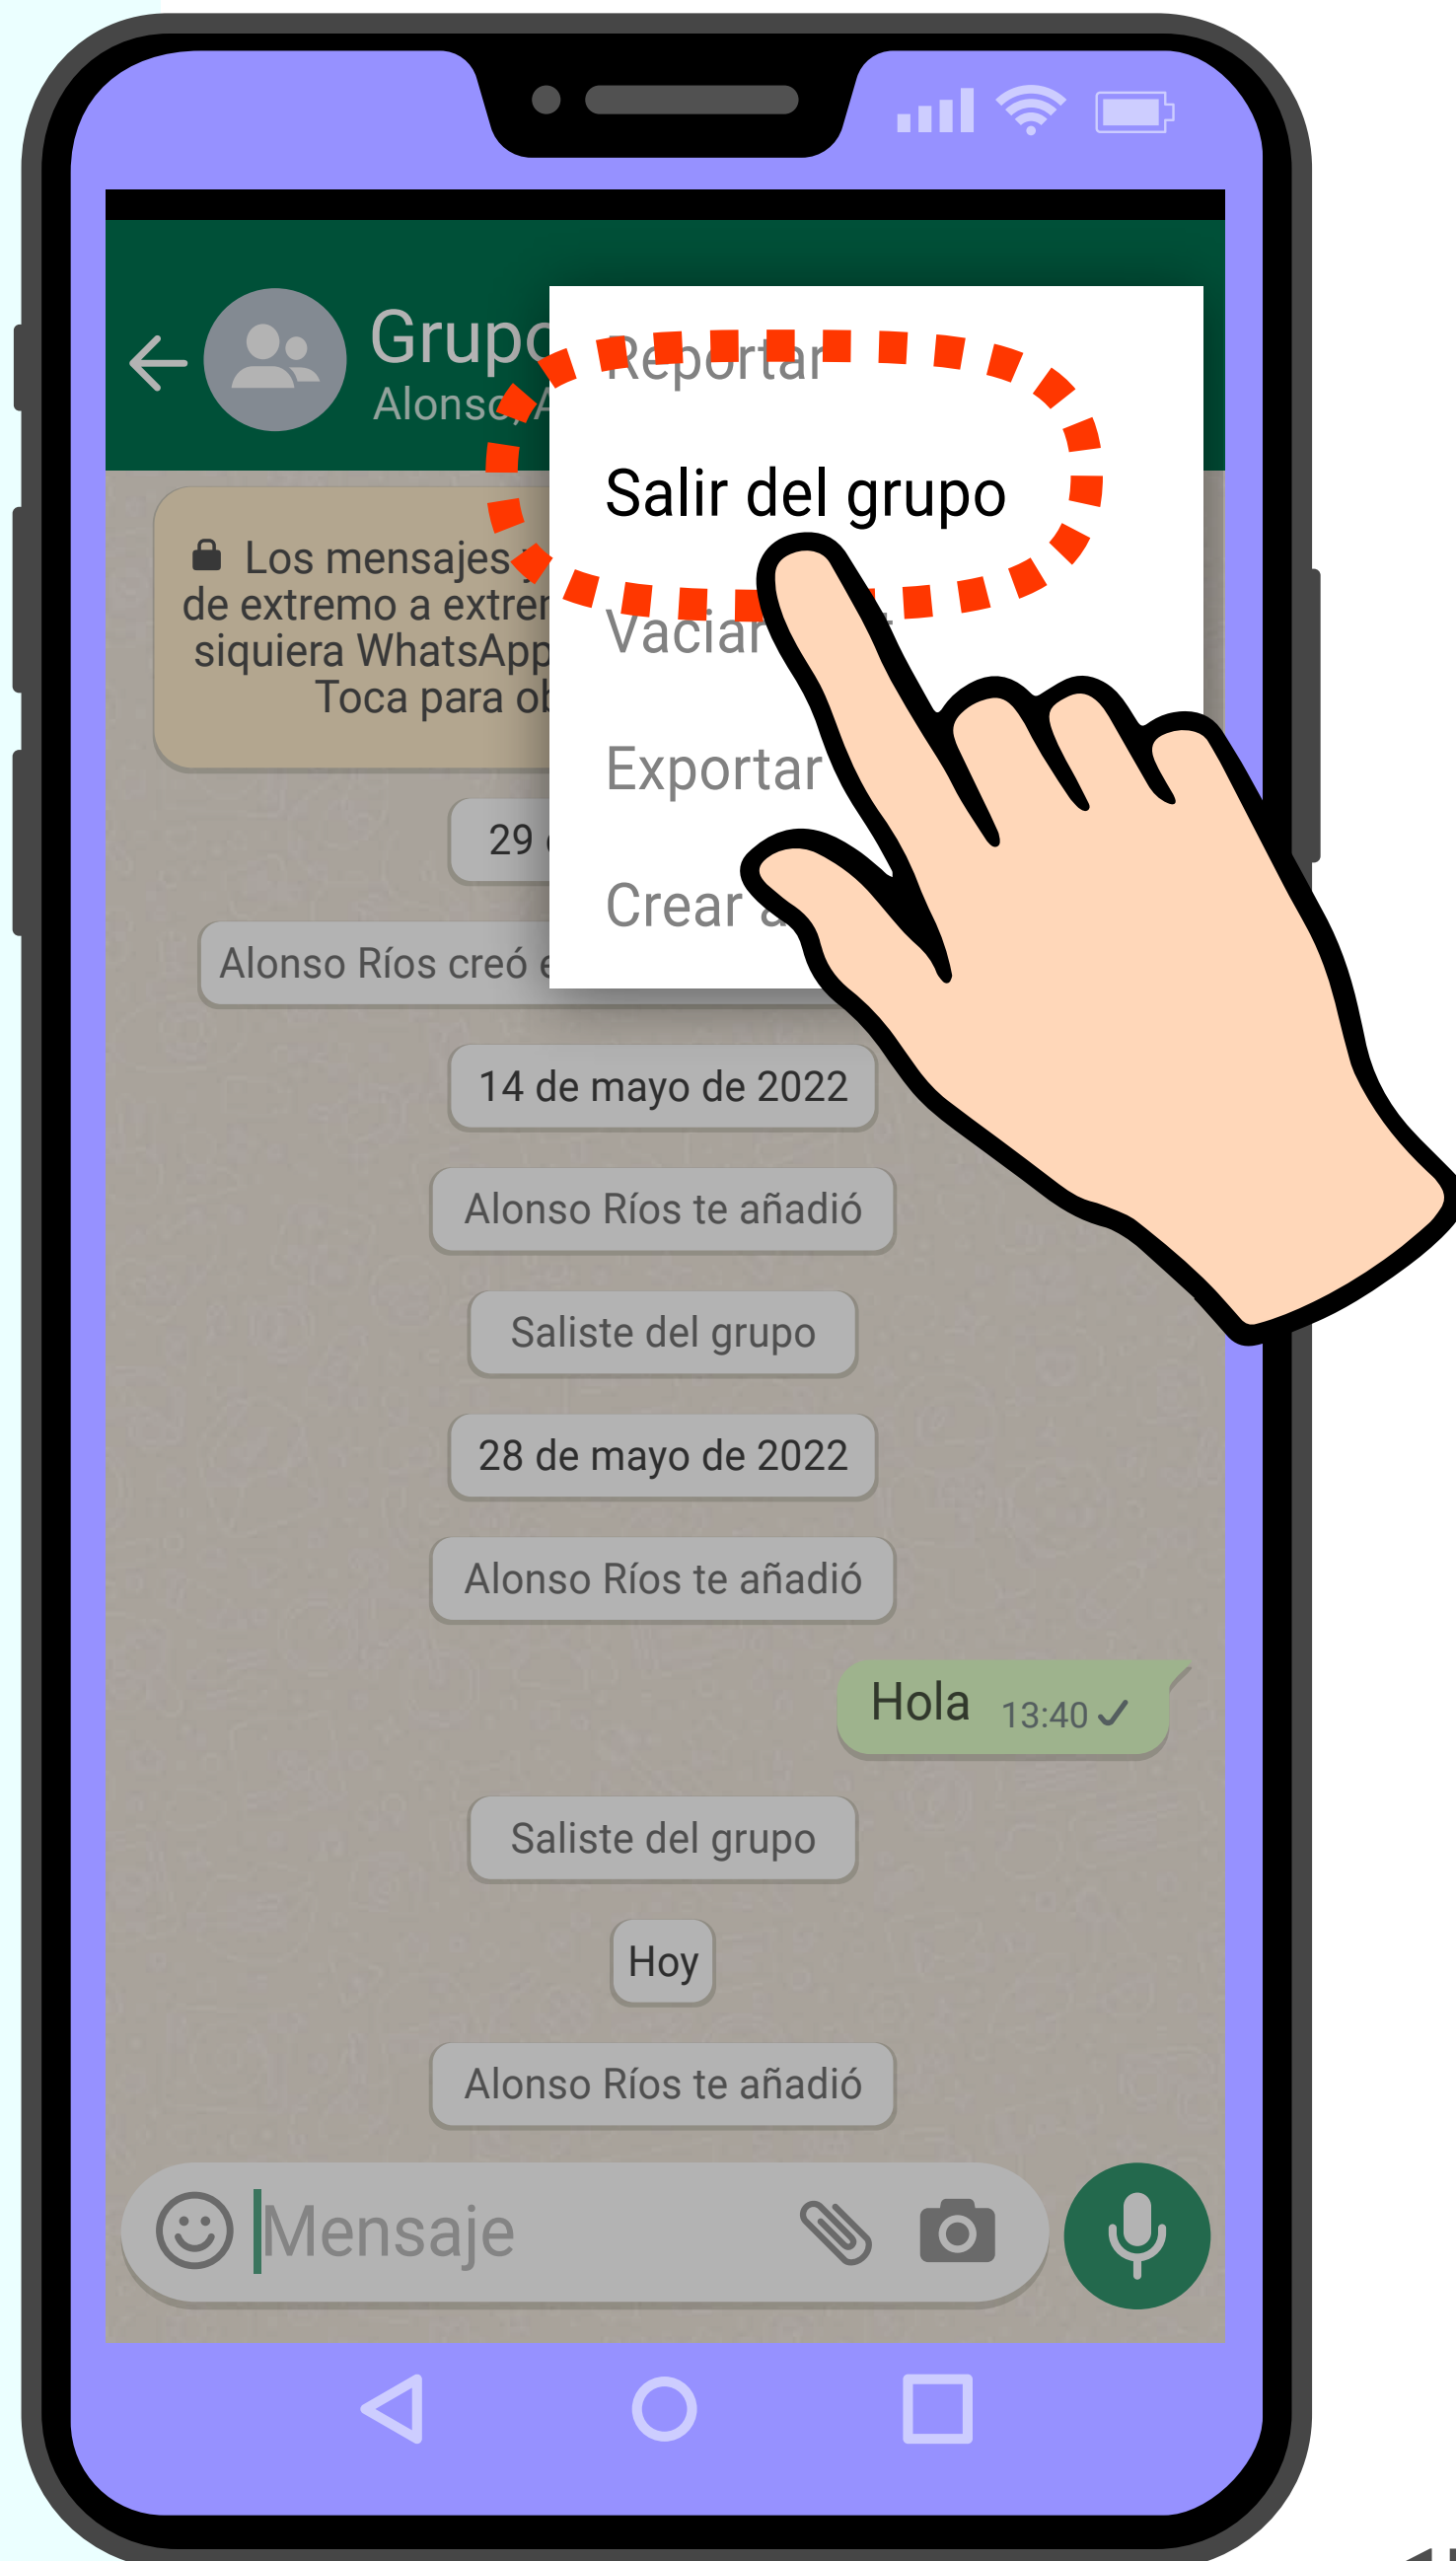 Grupo
Alonso,
Reportar
Salir del grupo
Vaciar
Exportar
Crear
Los mensajes
de extremo a
siquiera WhatsApp
Toca para
29
Alonso Ríos creó
14 de mayo de 2022
Alonso Ríos te añadió
Saliste del grupo
28 de mayo de 2022
Alonso Ríos te añadió
Hola 13:40
Saliste del grupo
Hoy
Alonso Ríos te añadió
Mensaje